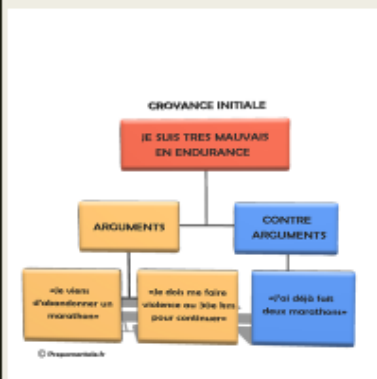 CROYANCE INITIALE
JE SUIS TRES MAUVAIS
EN ENDURANCE
ARGUMENTS
CONTRE
ARGUMENTS
«Je viens
d'abandonner un
marathon»
«Je dois me faire
violence au 30e km
pour continuer»
«J'ai déjà fait
deux marathons»